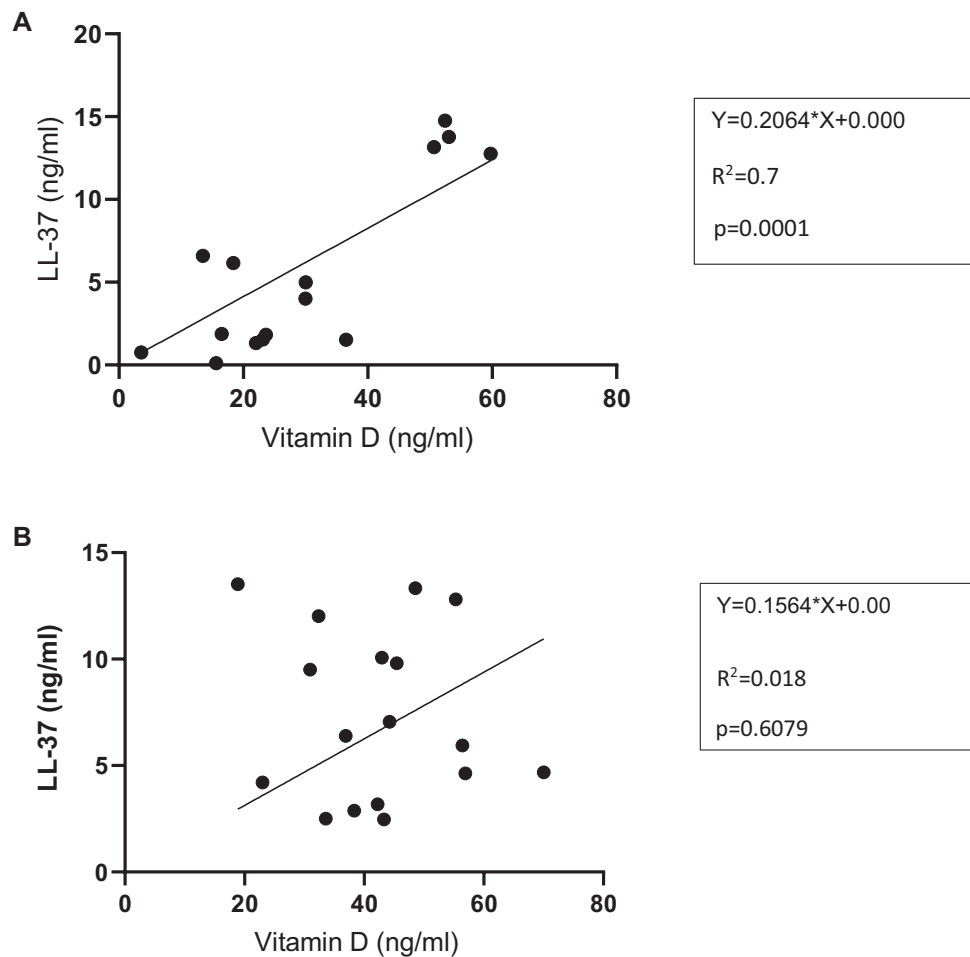 A
20
15
10
5
0
LL-37 (ng/ml)
0 20 40 60 80
Vitamin D (ng/ml)
Y=0.2064*X+0.000
R²=0.7
p=0.0001
B
15
10
5
0
LL-37 (ng/ml)
0 20 40 60 80
Vitamin D (ng/ml)
Y=0.1564*X+0.00
R²=0.018
p=0.6079